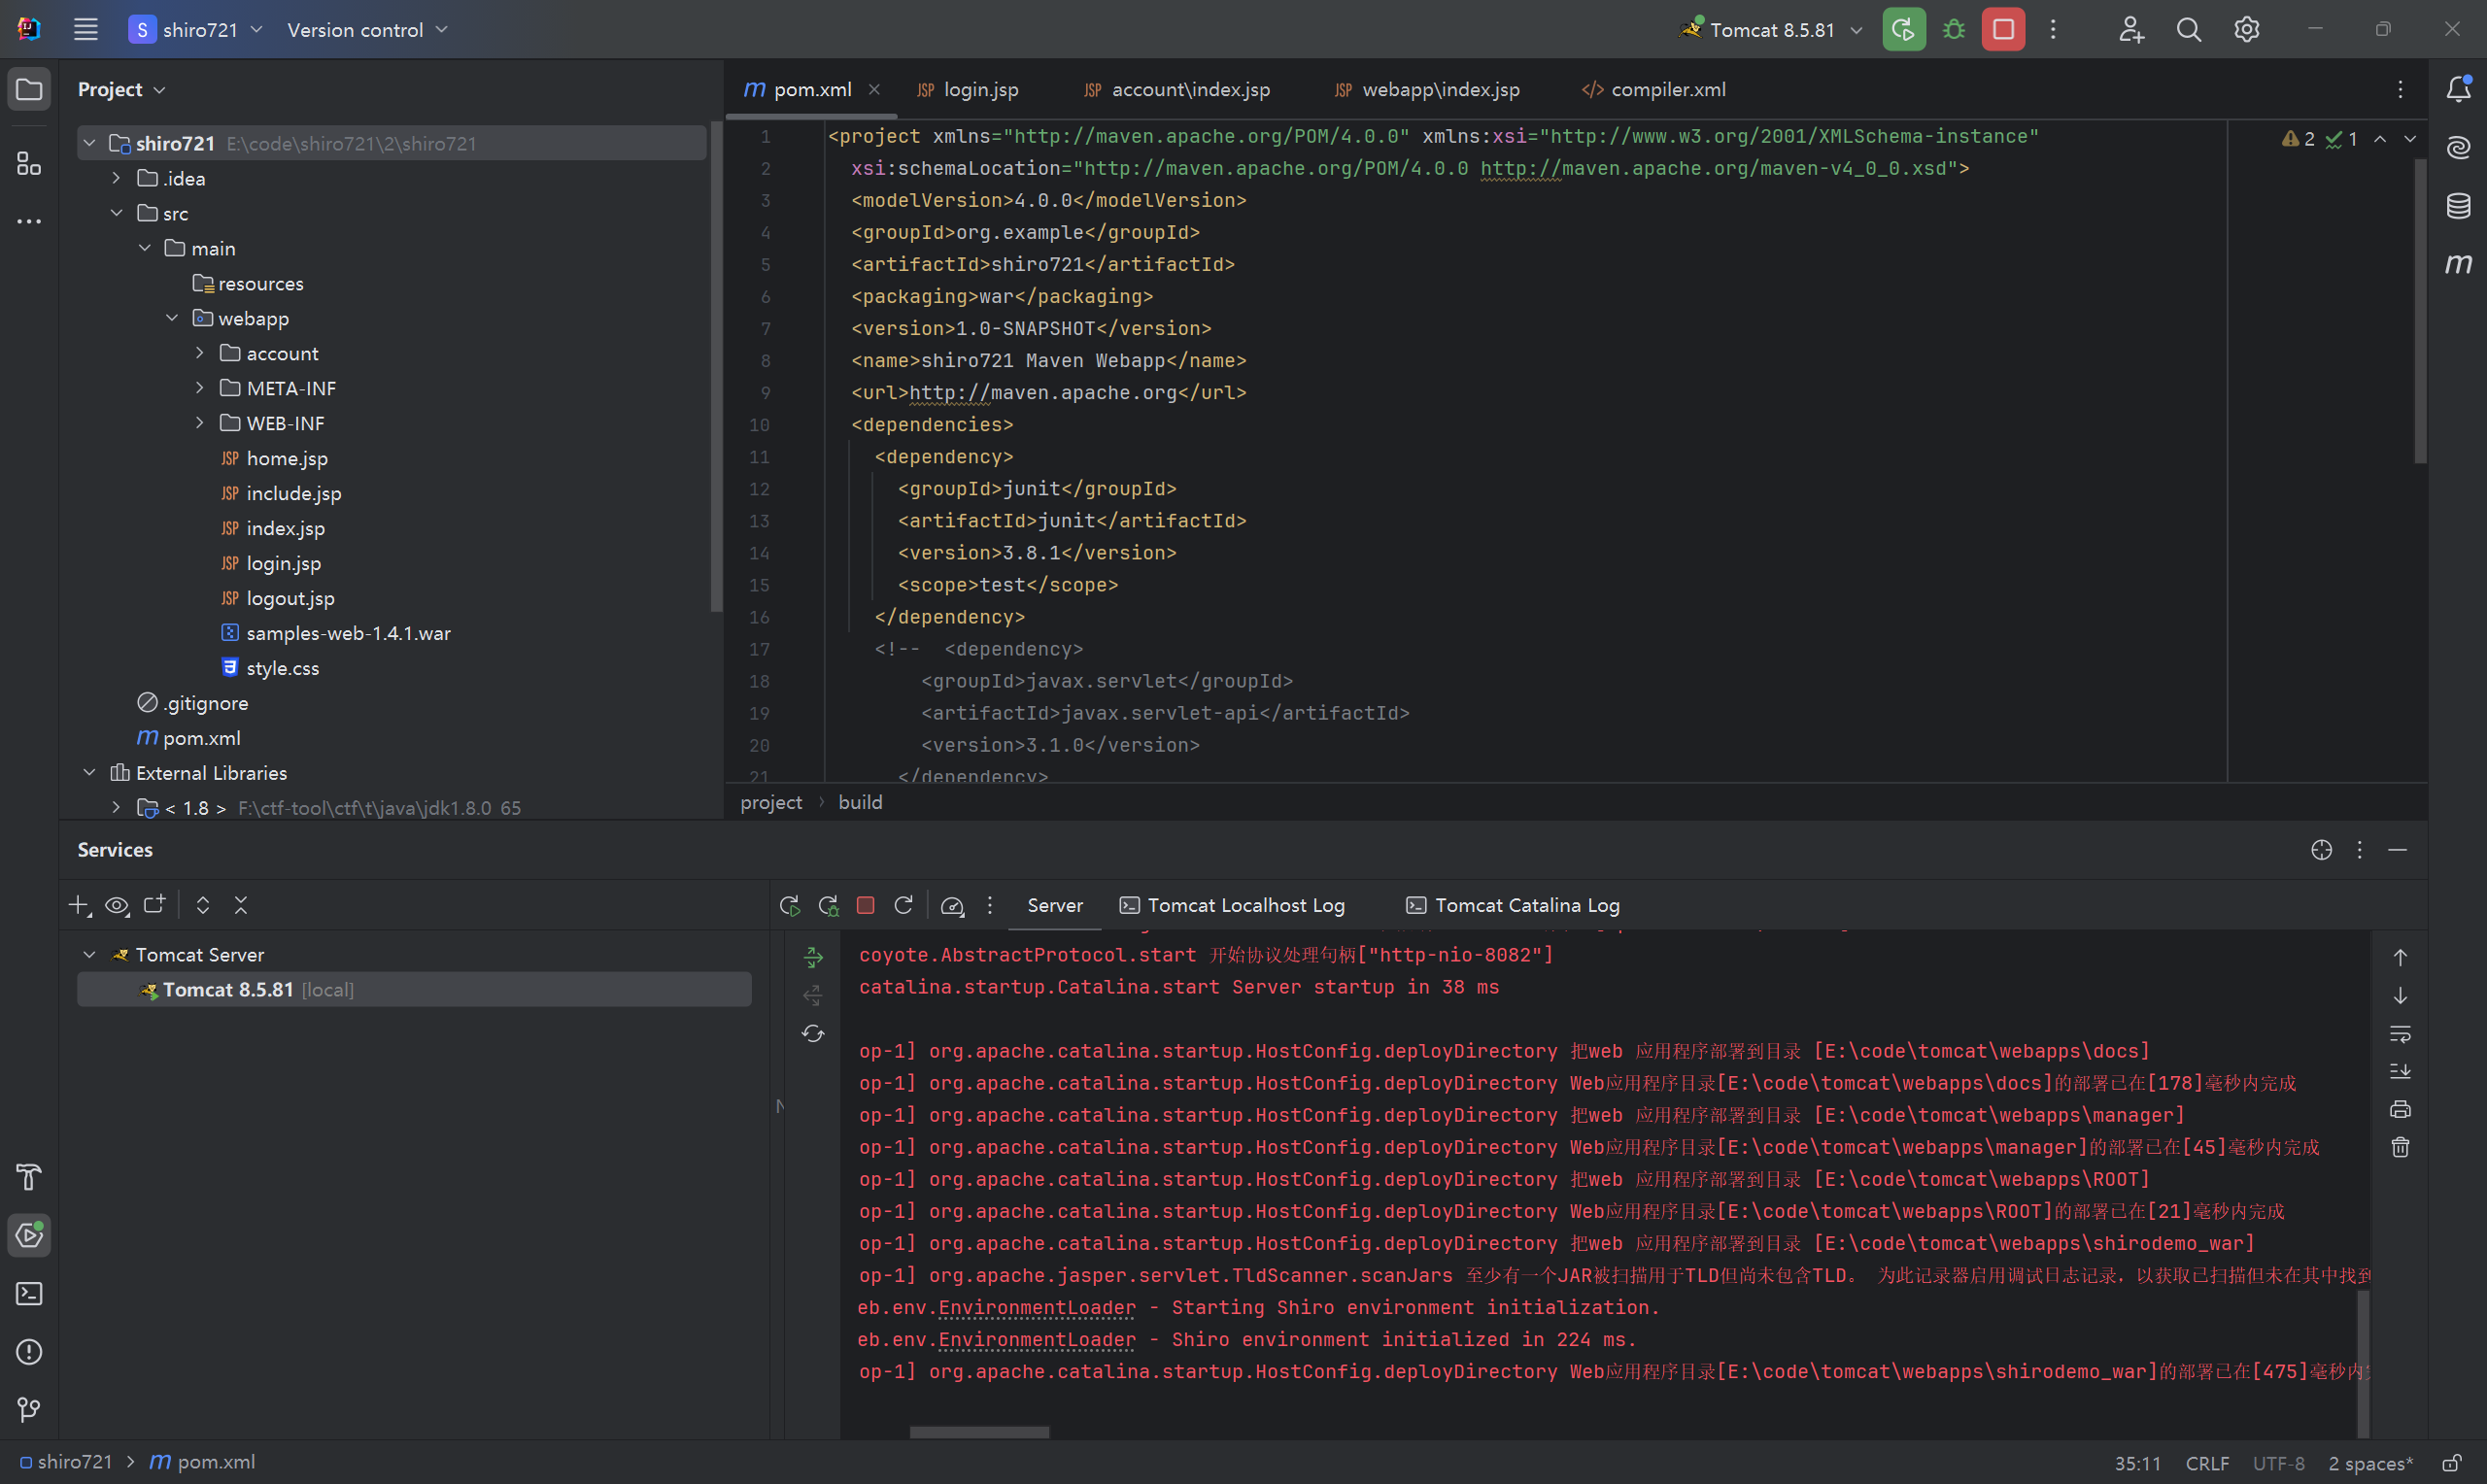 S shiro721 Version control Tomcat 8.5.81
Project
shiro721 E:\code\shiro721\2\shiro721
.idea
src
main
resources
webapp
account
META-INF
WEB-INF
JSP home.jsp
JSP include.jsp
JSP index.jsp
JSP login.jsp
JSP logout.jsp
samples-web-1.4.1.war
style.css
.gitignore
m pom.xml
External Libraries
< 1.8 > F:\ctf-tool\ctf\t\java\jdk1.8.0_65
m pom.xml JSP login.jsp JSP account\index.jsp JSP webapp\index.jsp </> compiler.xml
2 1
1 <project xmlns="http://maven.apache.org/POM/4.0.0" xmlns:xsi="http://www.w3.org/2001/XMLSchema-instance"
2 xsi:schemaLocation="http://maven.apache.org/POM/4.0.0 http://maven.apache.org/maven-v4_0_0.xsd">
3 <modelVersion>4.0.0</modelVersion>
4 <groupId>org.example</groupId>
5 <artifactId>shiro721</artifactId>
6 <packaging>war</packaging>
7 <version>1.0-SNAPSHOT</version>
8 <name>shiro721 Maven Webapp</name>
9 <url>http://maven.apache.org</url>
10 <dependencies>
11 <dependency>
12 <groupId>junit</groupId>
13 <artifactId>junit</artifactId>
14 <version>3.8.1</version>
15 <scope>test</scope>
16 </dependency>
17 <!-- <dependency>
18 <groupId>javax.servlet</groupId>
19 <artifactId>javax.servlet-api</artifactId>
20 <version>3.1.0</version>
21 </dependency>
project › build
Services
Server Tomcat Localhost Log Tomcat Catalina Log
Tomcat Server
Tomcat 8.5.81 [local]
coyote.AbstractProtocol.start 开始协议处理句柄["http-nio-8082"]
catalina.startup.Catalina.start Server startup in 38 ms
op-1] org.apache.catalina.startup.HostConfig.deployDirectory 把web 应用程序部署到目录 [E:\code\tomcat\webapps\docs]
op-1] org.apache.catalina.startup.HostConfig.deployDirectory Web应用程序目录[E:\code\tomcat\webapps\docs]的部署已在[178]毫秒内完成
op-1] org.apache.catalina.startup.HostConfig.deployDirectory 把web 应用程序部署到目录 [E:\code\tomcat\webapps\manager]
op-1] org.apache.catalina.startup.HostConfig.deployDirectory Web应用程序目录[E:\code\tomcat\webapps\manager]的部署已在[45]毫秒内完成
op-1] org.apache.catalina.startup.HostConfig.deployDirectory 把web 应用程序部署到目录 [E:\code\tomcat\webapps\ROOT]
op-1] org.apache.catalina.startup.HostConfig.deployDirectory Web应用程序目录[E:\code\tomcat\webapps\ROOT]的部署已在[21]毫秒内完成
op-1] org.apache.catalina.startup.HostConfig.deployDirectory 把web 应用程序部署到目录 [E:\code\tomcat\webapps\shirodemo_war]
op-1] org.apache.jasper.servlet.TldScanner.scanJars 至少有一个JAR被扫描用于TLD但尚未包含TLD。 为此记录器启用调试日志记录，以获取已扫描但未在其中找到
eb.env.EnvironmentLoader - Starting Shiro environment initialization.
eb.env.EnvironmentLoader - Shiro environment initialized in 224 ms.
op-1] org.apache.catalina.startup.HostConfig.deployDirectory Web应用程序目录[E:\code\tomcat\webapps\shirodemo_war]的部署已在[475]毫秒内
shiro721 > m pom.xml 35:11 CRLF UTF-8 2 spaces*